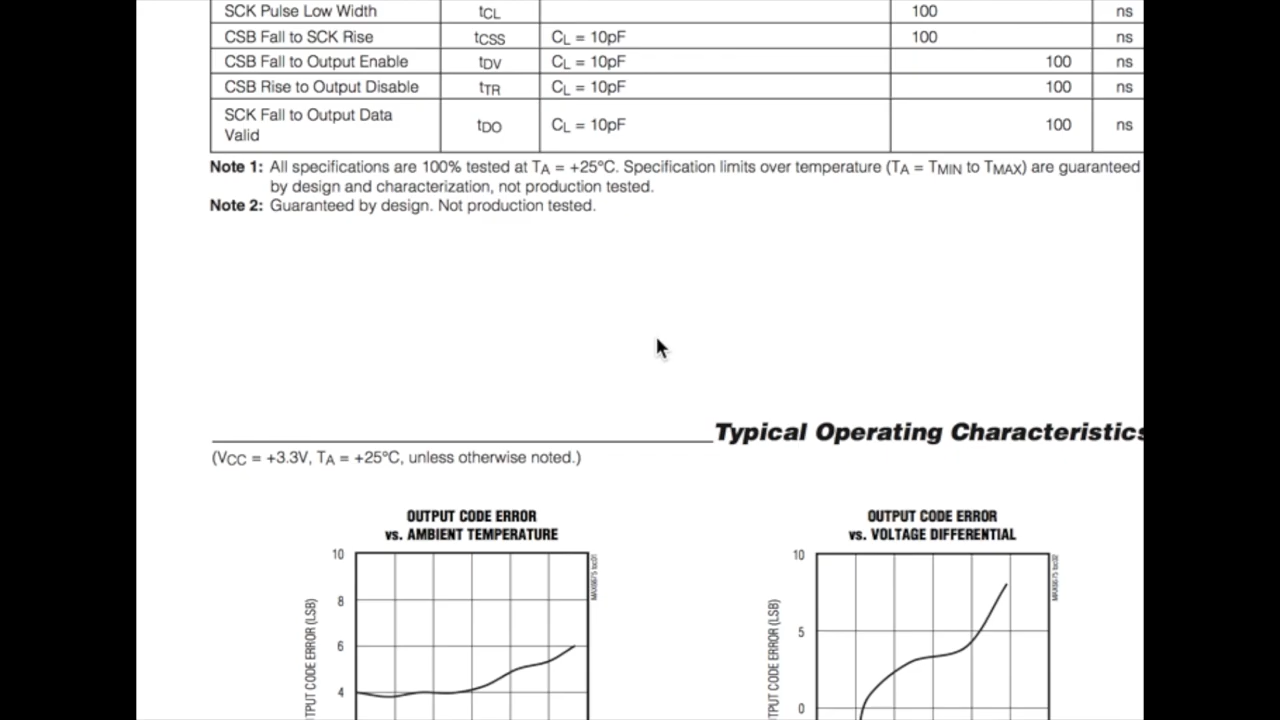 SCK Pulse Low Width tCL 100 ns
CSB Fall to SCK Rise tCSS CL = 10pF 100 ns
CSB Fall to Output Enable tDV CL = 10pF 100 ns
CSB Rise to Output Disable tTR CL = 10pF 100 ns
SCK Fall to Output Data
Valid tDO CL = 10pF 100 ns
Note 1: All specifications are 100% tested at TA = +25°C. Specification limits over temperature (TA = TMIN to TMAX) are guaranteed
by design and characterization, not production tested.
Note 2: Guaranteed by design. Not production tested.
Typical Operating Characteristics
(VCC = +3.3V, TA = +25°C, unless otherwise noted.)
OUTPUT CODE ERROR
vs. AMBIENT TEMPERATURE
10
8
6
4
TPUT CODE ERROR (LSB)
MAX6675 toc01
OUTPUT CODE ERROR
vs. VOLTAGE DIFFERENTIAL
10
5
0
TPUT CODE ERROR (LSB)
MAX6675 toc02